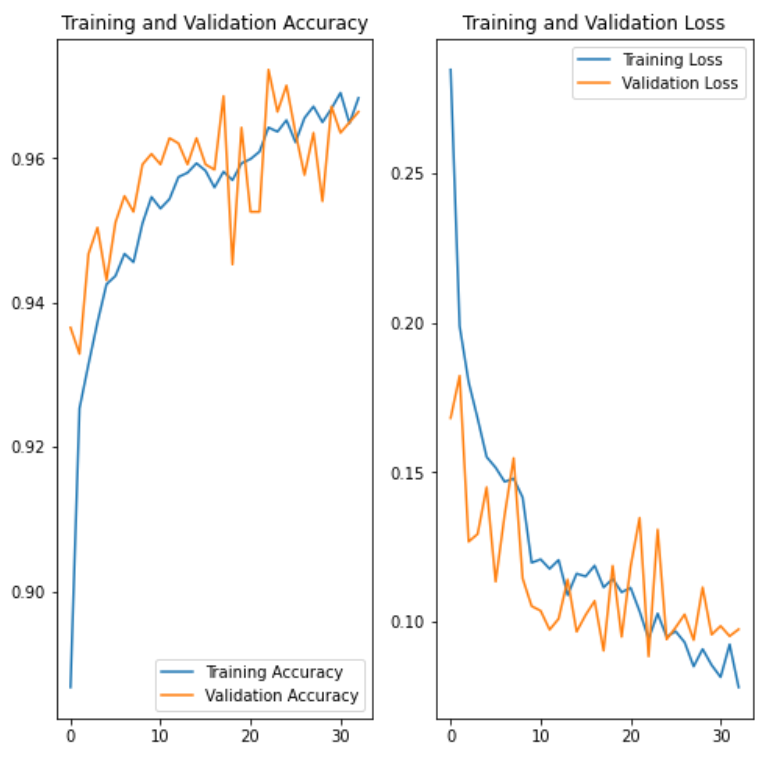 Training and Validation Accuracy
0.96
0.94
0.92
0.90
Training Accuracy
Validation Accuracy
0 10 20 30
Training and Validation Loss
Training Loss
Validation Loss
0.25
0.20
0.15
0.10
0 10 20 30